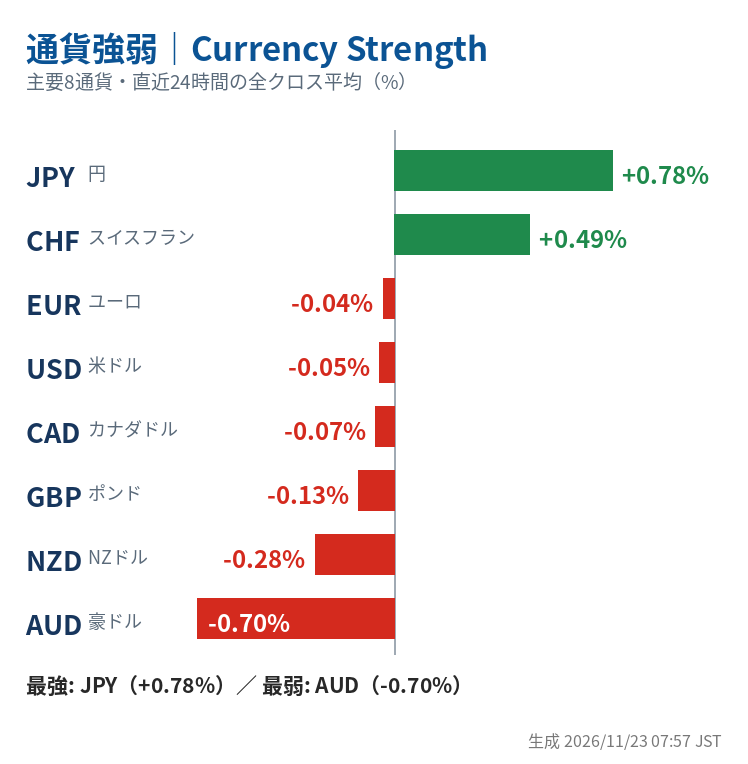 通貨強弱｜Currency Strength
主要8通貨・直近24時間の全クロス平均（%）
JPY 円 +0.78%
CHF スイスフラン +0.49%
EUR ユーロ -0.04%
USD 米ドル -0.05%
CAD カナダドル -0.07%
GBP ポンド -0.13%
NZD NZドル -0.28%
AUD 豪ドル -0.70%
最強: JPY（+0.78%）／ 最弱: AUD（-0.70%）
生成 2026/11/23 07:57 JST